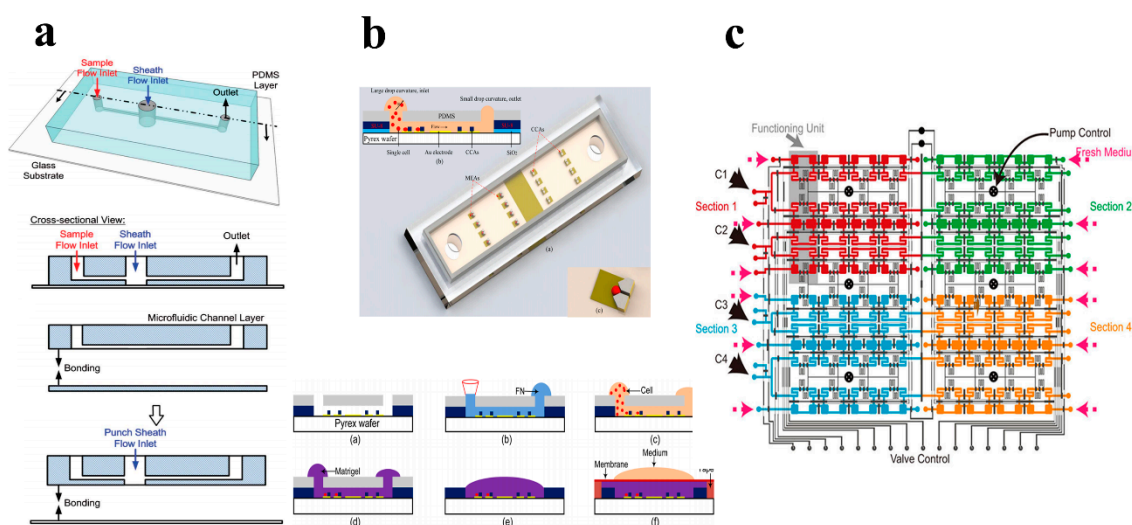 a
Sample
Flow Inlet
Sheath
Flow Inlet
PDMS
Layer
Outlet
Glass
Substrate
Cross-sectional View:
Sample
Flow Inlet
Sheath
Flow Inlet
Outlet
Microfluidic Channel Layer
Bonding
Punch Sheath
Flow Inlet
Bonding
b
Large drop curvature, inlet
Small drop curvature, outlet
PDMS
Flow
Pyrex wafer
Single cell
Au electrode
CCAs
SiO2
(b)
CCAs
MEAs
(a)
(c)
Pyrex wafer
(a)
FN
(b)
Cell
(c)
Matrigel
(d)
(e)
Membrane
Medium
(f)
c
Functioning Unit
Pump Control
Fresh Mediu
C1
Section 1
Section 2
C2
C3
Section 3
Section 4
C4
Valve Control